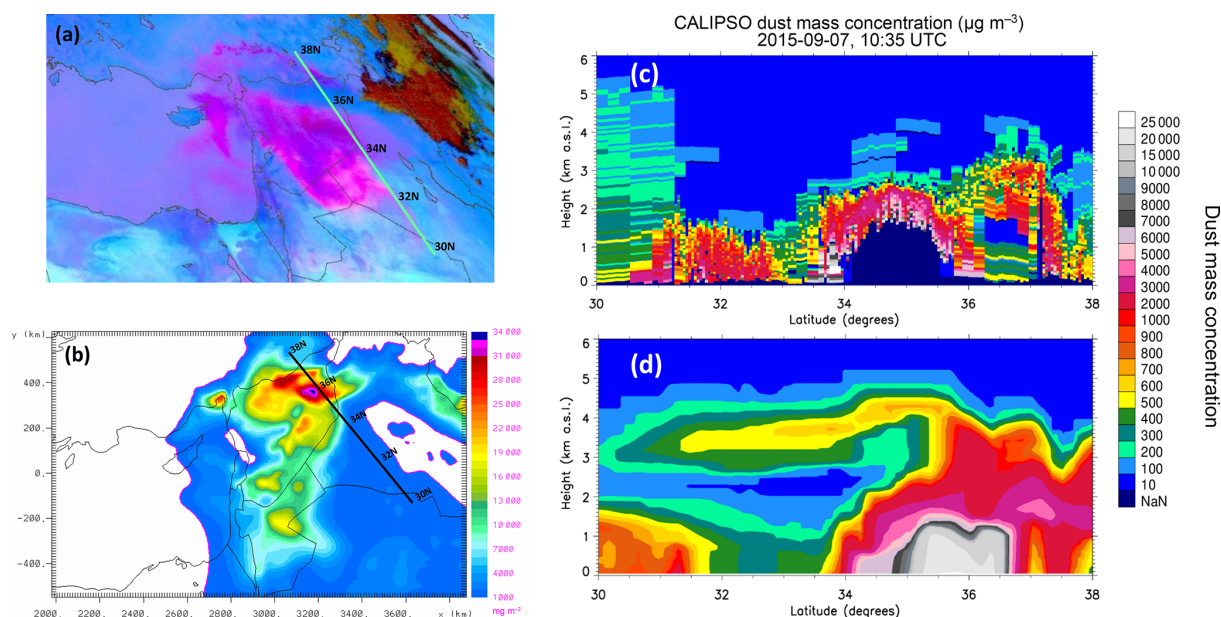 (a)
38N
36N
34N
32N
30N
(b)
y (km)
400.
200.
0.
-200.
-400.
38N
36N
34N
32N
30N
2000.
2200.
2400.
2600.
2800.
3000.
3200.
3400.
3600.
x (km)
34 000
31 000
28 000
25 000
22 000
19 000
16 000
13 000
10 000
7000
4000
1000
mg m⁻²
CALIPSO dust mass concentration (µg m⁻³)
2015-09-07, 10:35 UTC
(c)
Height (km a.s.l.)
6
5
4
3
2
1
0
30
32
34
36
38
Latitude (degrees)
(d)
Height (km a.s.l.)
6
5
4
3
2
1
0
30
32
34
36
38
Latitude (degrees)
25 000
20 000
15 000
10 000
9000
8000
7000
6000
5000
4000
3000
2000
1000
900
800
700
600
500
400
300
200
100
10
NaN
Dust mass concentration